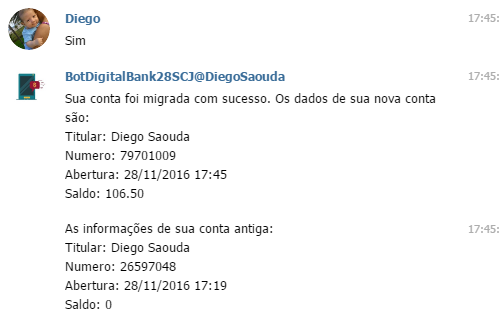 Diego 17:45:
Sim
BotDigitalBank28SCJ@DiegoSaouda 17:45:
Sua conta foi migrada com sucesso. Os dados de sua nova conta
são:
Titular: Diego Saouda
Numero: 79701009
Abertura: 28/11/2016 17:45
Saldo: 106.50
As informações de sua conta antiga: 17:45:
Titular: Diego Saouda
Numero: 26597048
Abertura: 28/11/2016 17:19
Saldo: 0